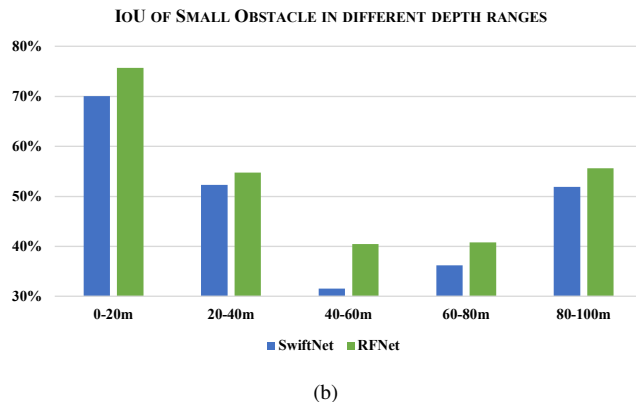 IOU OF SMALL OBSTACLE IN DIFFERENT DEPTH RANGES
80%
70%
60%
50%
40%
30%
0-20m 20-40m 40-60m 60-80m 80-100m
SwiftNet RFNet
(b)